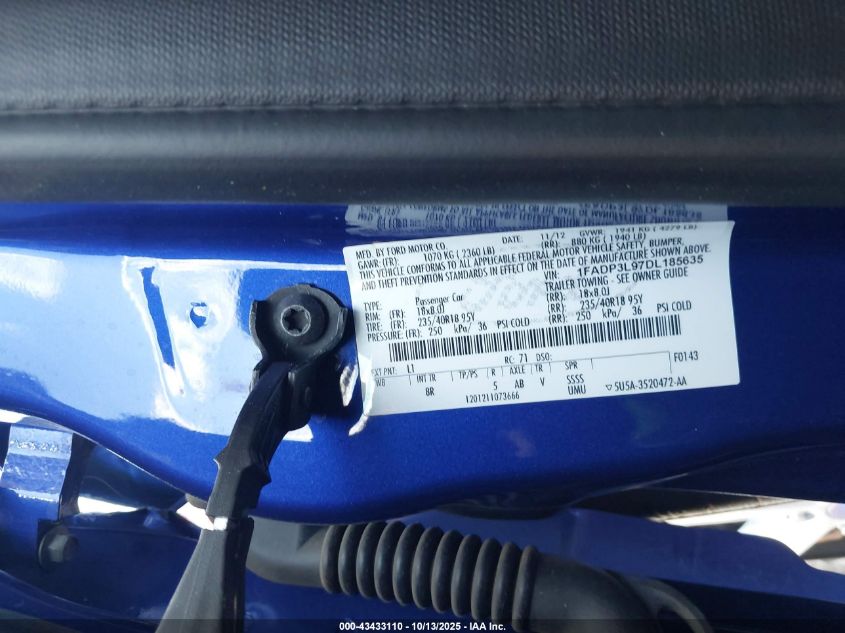 MFD. BY FORD MOTOR CO. DATE: 11/12 GVWR: 1941 KG ( 4279 LB)
GAWR:(FR): 1070 KG ( 2360 LB) (RR): 880 KG ( 1940 LB)
THIS VEHICLE CONFORMS TO ALL APPLICABLE FEDERAL MOTOR VEHICLE SAFETY, BUMPER,
AND THEFT PREVENTION STANDARDS IN EFFECT ON THE DATE OF MANUFACTURE SHOWN ABOVE.
VIN: 1FADP3L97DL185635
TYPE: Passenger Car TRAILER TOWING - SEE OWNER GUIDE
RIM: (FR): 18x8.0J (RR): 18x8.0J
TIRE: (FR): 235/40R18 95Y (RR): 235/40R18 95Y
PRESSURE:(FR): 250 kPa/ 36 PSI COLD (RR): 250 kPa/ 36 PSI COLD
EXT PNT: L1 RC: 71 DSO: F0143
WB INT TR TP/PS R AXLE TR SPR
8R 5 AB V SSSS
1201211073666 UMU 5U5A-3520472-AA
000-43433110 - 10/13/2025 - IAA Inc.